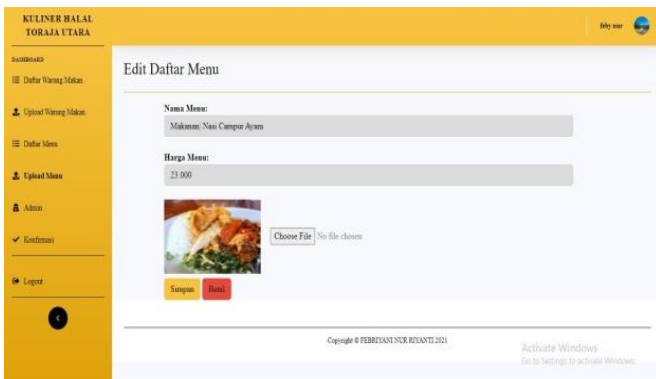 KULINER HALAL
TORAJA UTARA
feby nur
DASHBOARD
Daftar Warung Makan
Upload Warung Makan
Daftar Menu
Upload Menu
Admin
Konfirmasi
Logout
Edit Daftar Menu
Nama Menu:
Makanan: Nasi Campur Ayam
Harga Menu:
23.000
Choose File No file chosen
Simpan Batal
Copyright © FEBRIYANI NUR RIYANTI 2021
Activate Windows
Go to Settings to activate Windows.